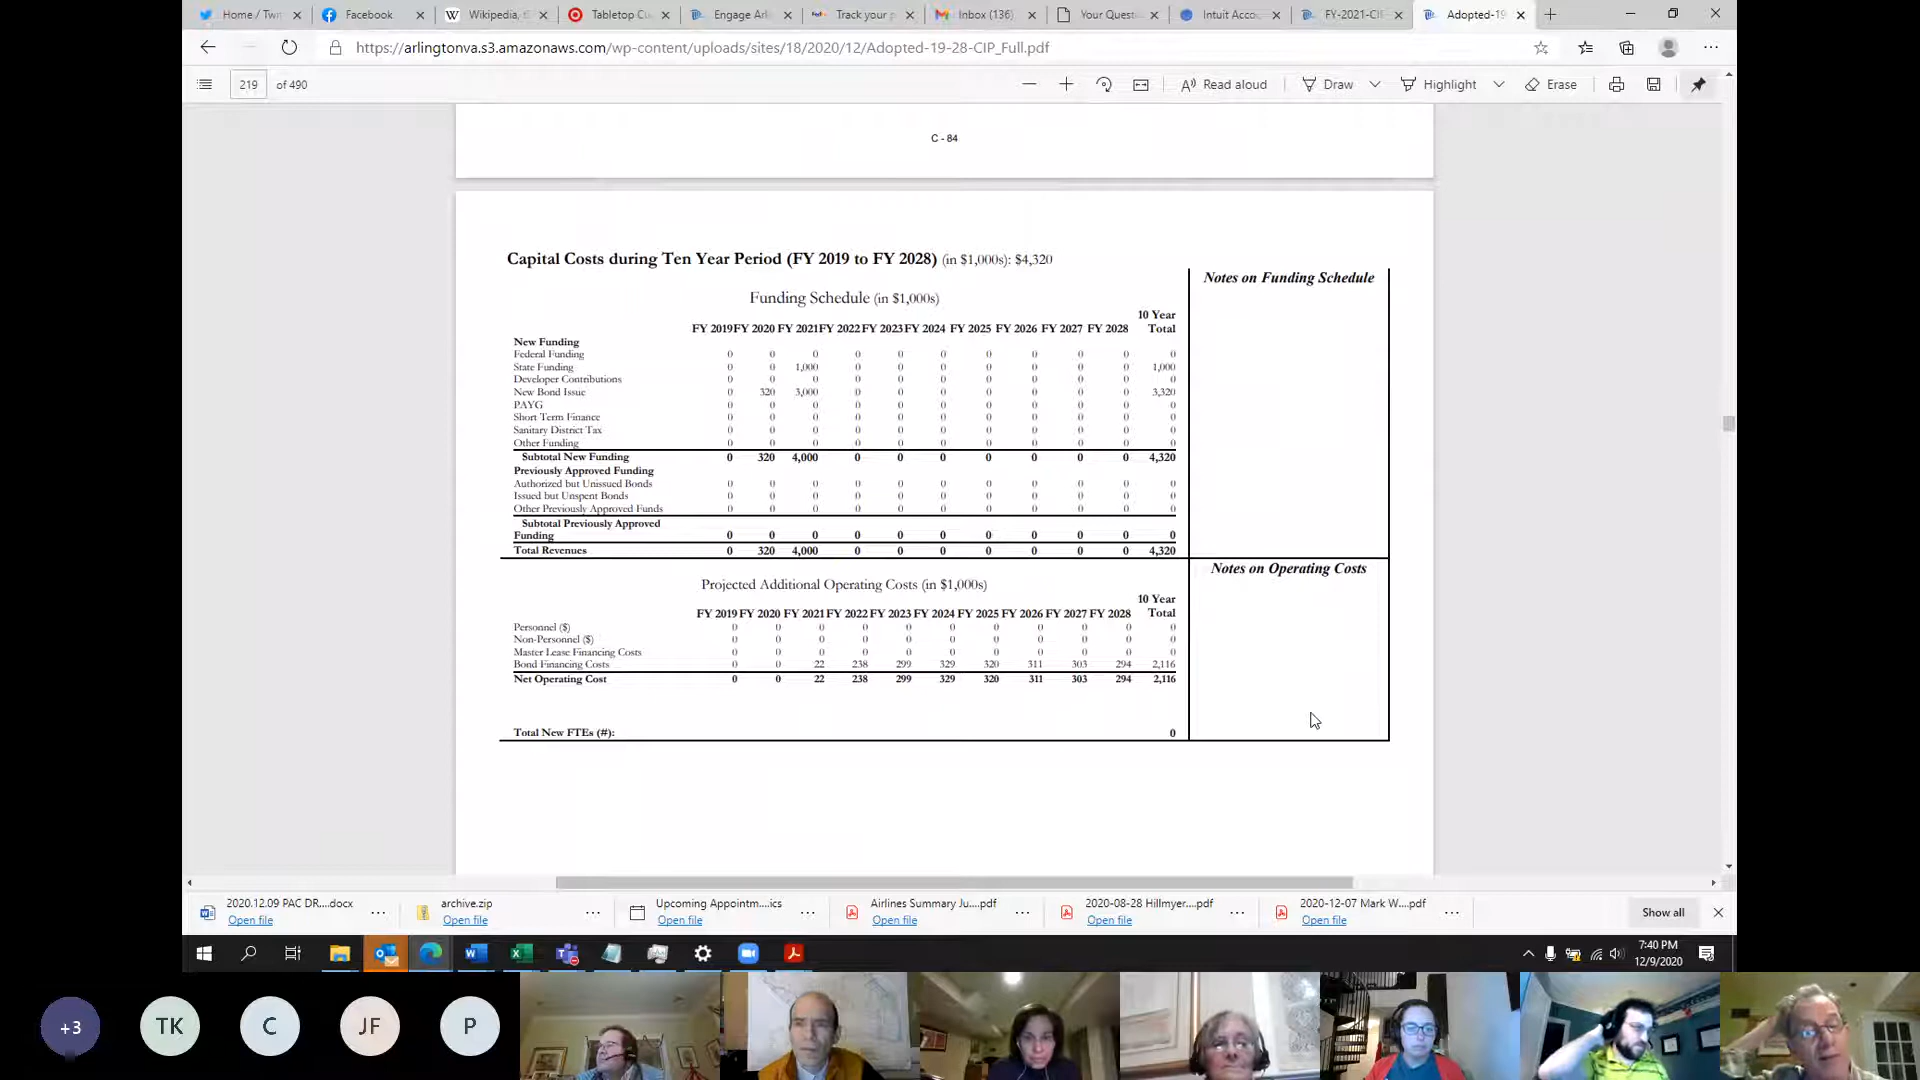 Home / Twi
Facebook
Wikipedia, t
Tabletop Cu
Engage Arl
Track your p
Inbox (136)
Your Quest
Intuit Acco
FY-2021-CI
Adopted-19
https://arlingtonva.s3.amazonaws.com/wp-content/uploads/sites/18/2020/12/Adopted-19-28-CIP_Full.pdf
219 of 490
Read aloud
Draw
Highlight
Erase
C - 84
Capital Costs during Ten Year Period (FY 2019 to FY 2028) (in $1,000s): $4,320
Notes on Funding Schedule
Funding Schedule (in $1,000s)
10 Year
FY 2019 FY 2020 FY 2021 FY 2022 FY 2023 FY 2024 FY 2025 FY 2026 FY 2027 FY 2028 Total
New Funding
Federal Funding 0 0 0 0 0 0 0 0 0 0 0
State Funding 0 0 1,000 0 0 0 0 0 0 0 1,000
Developer Contributions 0 0 0 0 0 0 0 0 0 0 0
New Bond Issue 0 320 3,000 0 0 0 0 0 0 0 3,320
PAYG 0 0 0 0 0 0 0 0 0 0 0
Short Term Finance 0 0 0 0 0 0 0 0 0 0 0
Sanitary District Tax 0 0 0 0 0 0 0 0 0 0 0
Other Funding 0 0 0 0 0 0 0 0 0 0 0
Subtotal New Funding 0 320 4,000 0 0 0 0 0 0 0 4,320
Previously Approved Funding
Authorized but Unissued Bonds 0 0 0 0 0 0 0 0 0 0 0
Issued but Unspent Bonds 0 0 0 0 0 0 0 0 0 0 0
Other Previously Approved Funds 0 0 0 0 0 0 0 0 0 0 0
Subtotal Previously Approved
Funding 0 0 0 0 0 0 0 0 0 0 0
Total Revenues 0 320 4,000 0 0 0 0 0 0 0 4,320
Notes on Operating Costs
Projected Additional Operating Costs (in $1,000s)
10 Year
FY 2019 FY 2020 FY 2021 FY 2022 FY 2023 FY 2024 FY 2025 FY 2026 FY 2027 FY 2028 Total
Personnel ($) 0 0 0 0 0 0 0 0 0 0 0
Non-Personnel ($) 0 0 0 0 0 0 0 0 0 0 0
Master Lease Financing Costs 0 0 0 0 0 0 0 0 0 0 0
Bond Financing Costs 0 0 22 238 299 329 320 311 303 294 2,116
Net Operating Cost 0 0 22 238 299 329 320 311 303 294 2,116
Total New FTEs (#): 0
2020.12.09 PAC DR....docx
Open file
archive.zip
Open file
Upcoming Appointm....ics
Open file
Airlines Summary Ju....pdf
Open file
2020-08-28 Hillmyer....pdf
Open file
2020-12-07 Mark W....pdf
Open file
Show all
7:40 PM
12/9/2020
+3
TK
C
JF
P